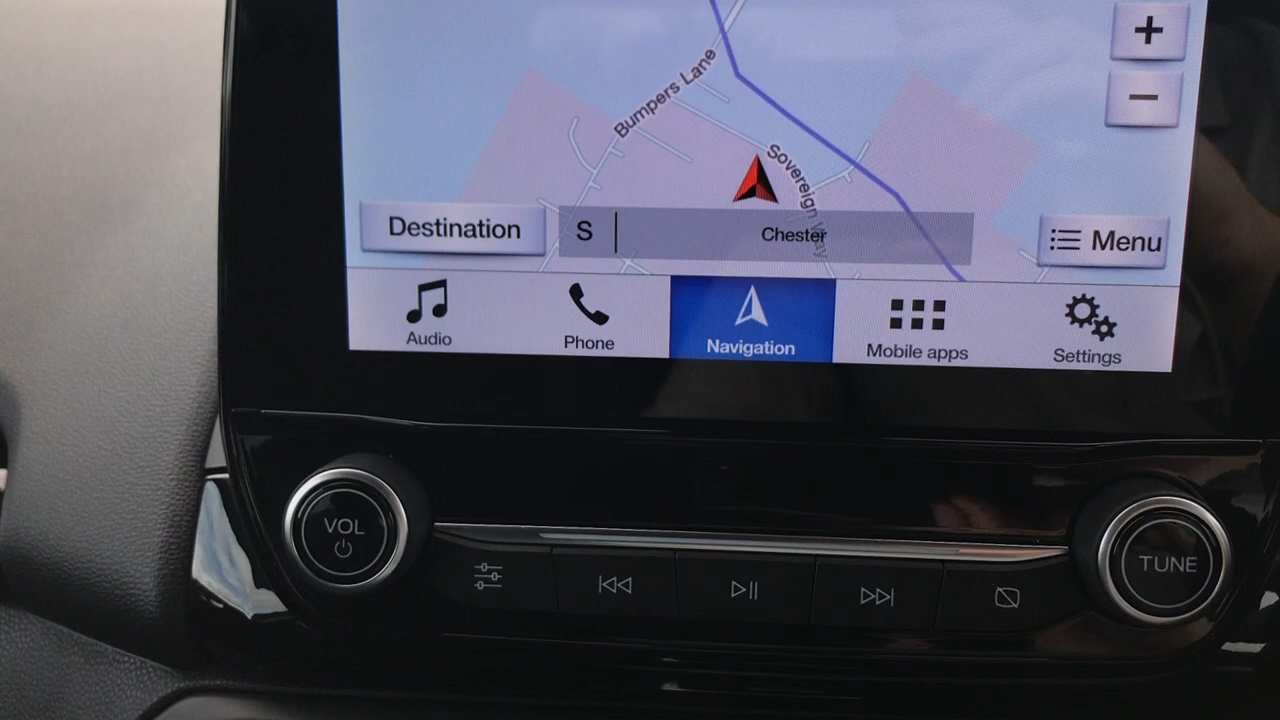 +
Bumpers Lane
−
Sovereign Way
Destination
S
Chester
Menu
Audio
Phone
Navigation
Mobile apps
Settings
VOL
TUNE